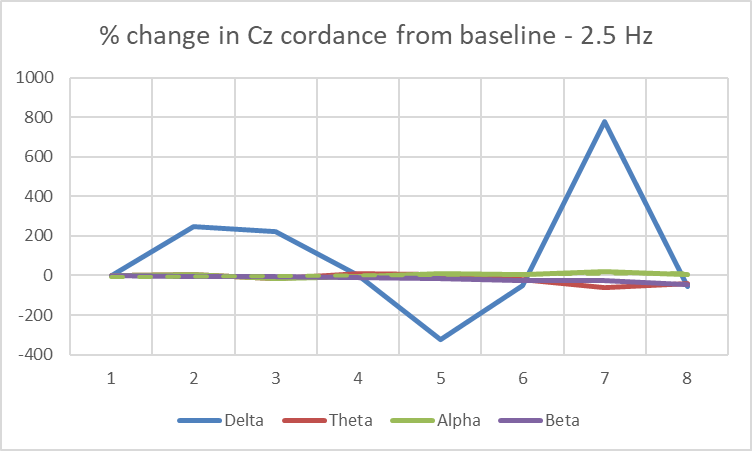 % change in Cz cordance from baseline - 2.5 Hz
1000
800
600
400
200
0
-200
-400
1 2 3 4 5 6 7 8
Delta Theta Alpha Beta